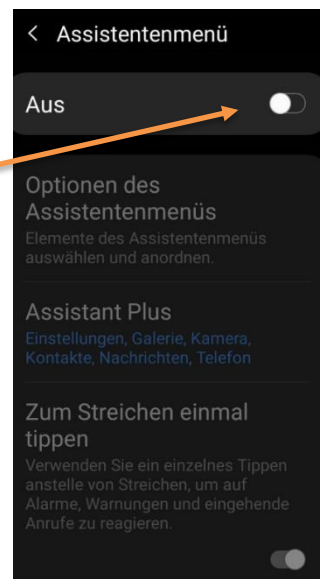 < Assistentenmenü
Aus
Optionen des
Assistentenmenüs
Elemente des Assistentenmenüs
auswählen und anordnen.
Assistant Plus
Einstellungen, Galerie, Kamera,
Kontakte, Nachrichten, Telefon
Zum Streichen einmal
tippen
Verwenden Sie ein einzelnes Tippen
anstelle von Streichen, um auf
Alarme, Warnungen und eingehende
Anrufe zu reagieren.